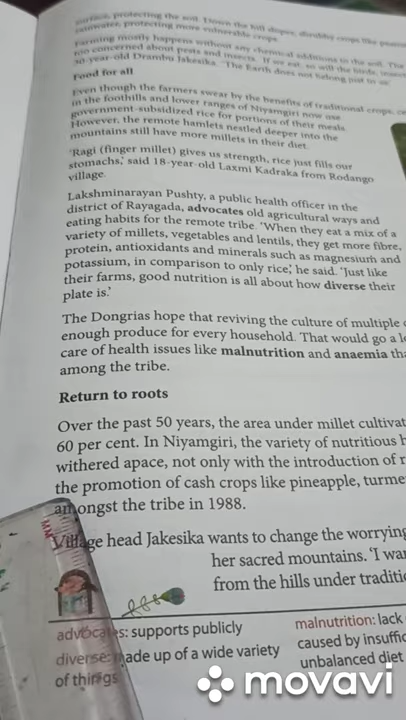 surface, protecting the soil. Down the hill slopes, shrubby crops like
rainwater, protecting more vulnerable crops.
Farming mostly happens without any chemical additions to the soil. The
too concerned about pests and insects. 'If we eat, so will the birds,
30-year-old Drambu Jakesika. 'The Earth does not belong just to us.'
Food for all
Even though the farmers swear by the benefits of traditional crops,
in the foothills and lower ranges of Niyamgiri now use
government-subsidized rice for portions of their meals.
However, the remote hamlets nestled deeper into the
mountains still have more millets in their diet.
'Ragi (finger millet) gives us strength, rice just fills our
stomachs,' said 18-year-old Laxmi Kadraka from Rodango
village.
Lakshminarayan Pushty, a public health officer in the
district of Rayagada, advocates old agricultural ways and
eating habits for the remote tribe. 'When they eat a mix of a
variety of millets, vegetables and lentils, they get more fibre,
protein, antioxidants and minerals such as magnesium and
potassium, in comparison to only rice,' he said. 'Just like
their farms, good nutrition is all about how diverse their
plate is.'
The Dongrias hope that reviving the culture of multiple
enough produce for every household. That would go a
care of health issues like malnutrition and anaemia
among the tribe.
Return to roots
Over the past 50 years, the area under millet
60 per cent. In Niyamgiri, the variety of nutritious
withered apace, not only with the introduction of
the promotion of cash crops like pineapple,
amongst the tribe in 1988.
Village head Jakesika wants to change the worrying
her sacred mountains. 'I
from the hills under
advocates: supports publicly
diverse: made up of a wide variety
of things
malnutrition: lack
caused by
unbalanced diet
movavi